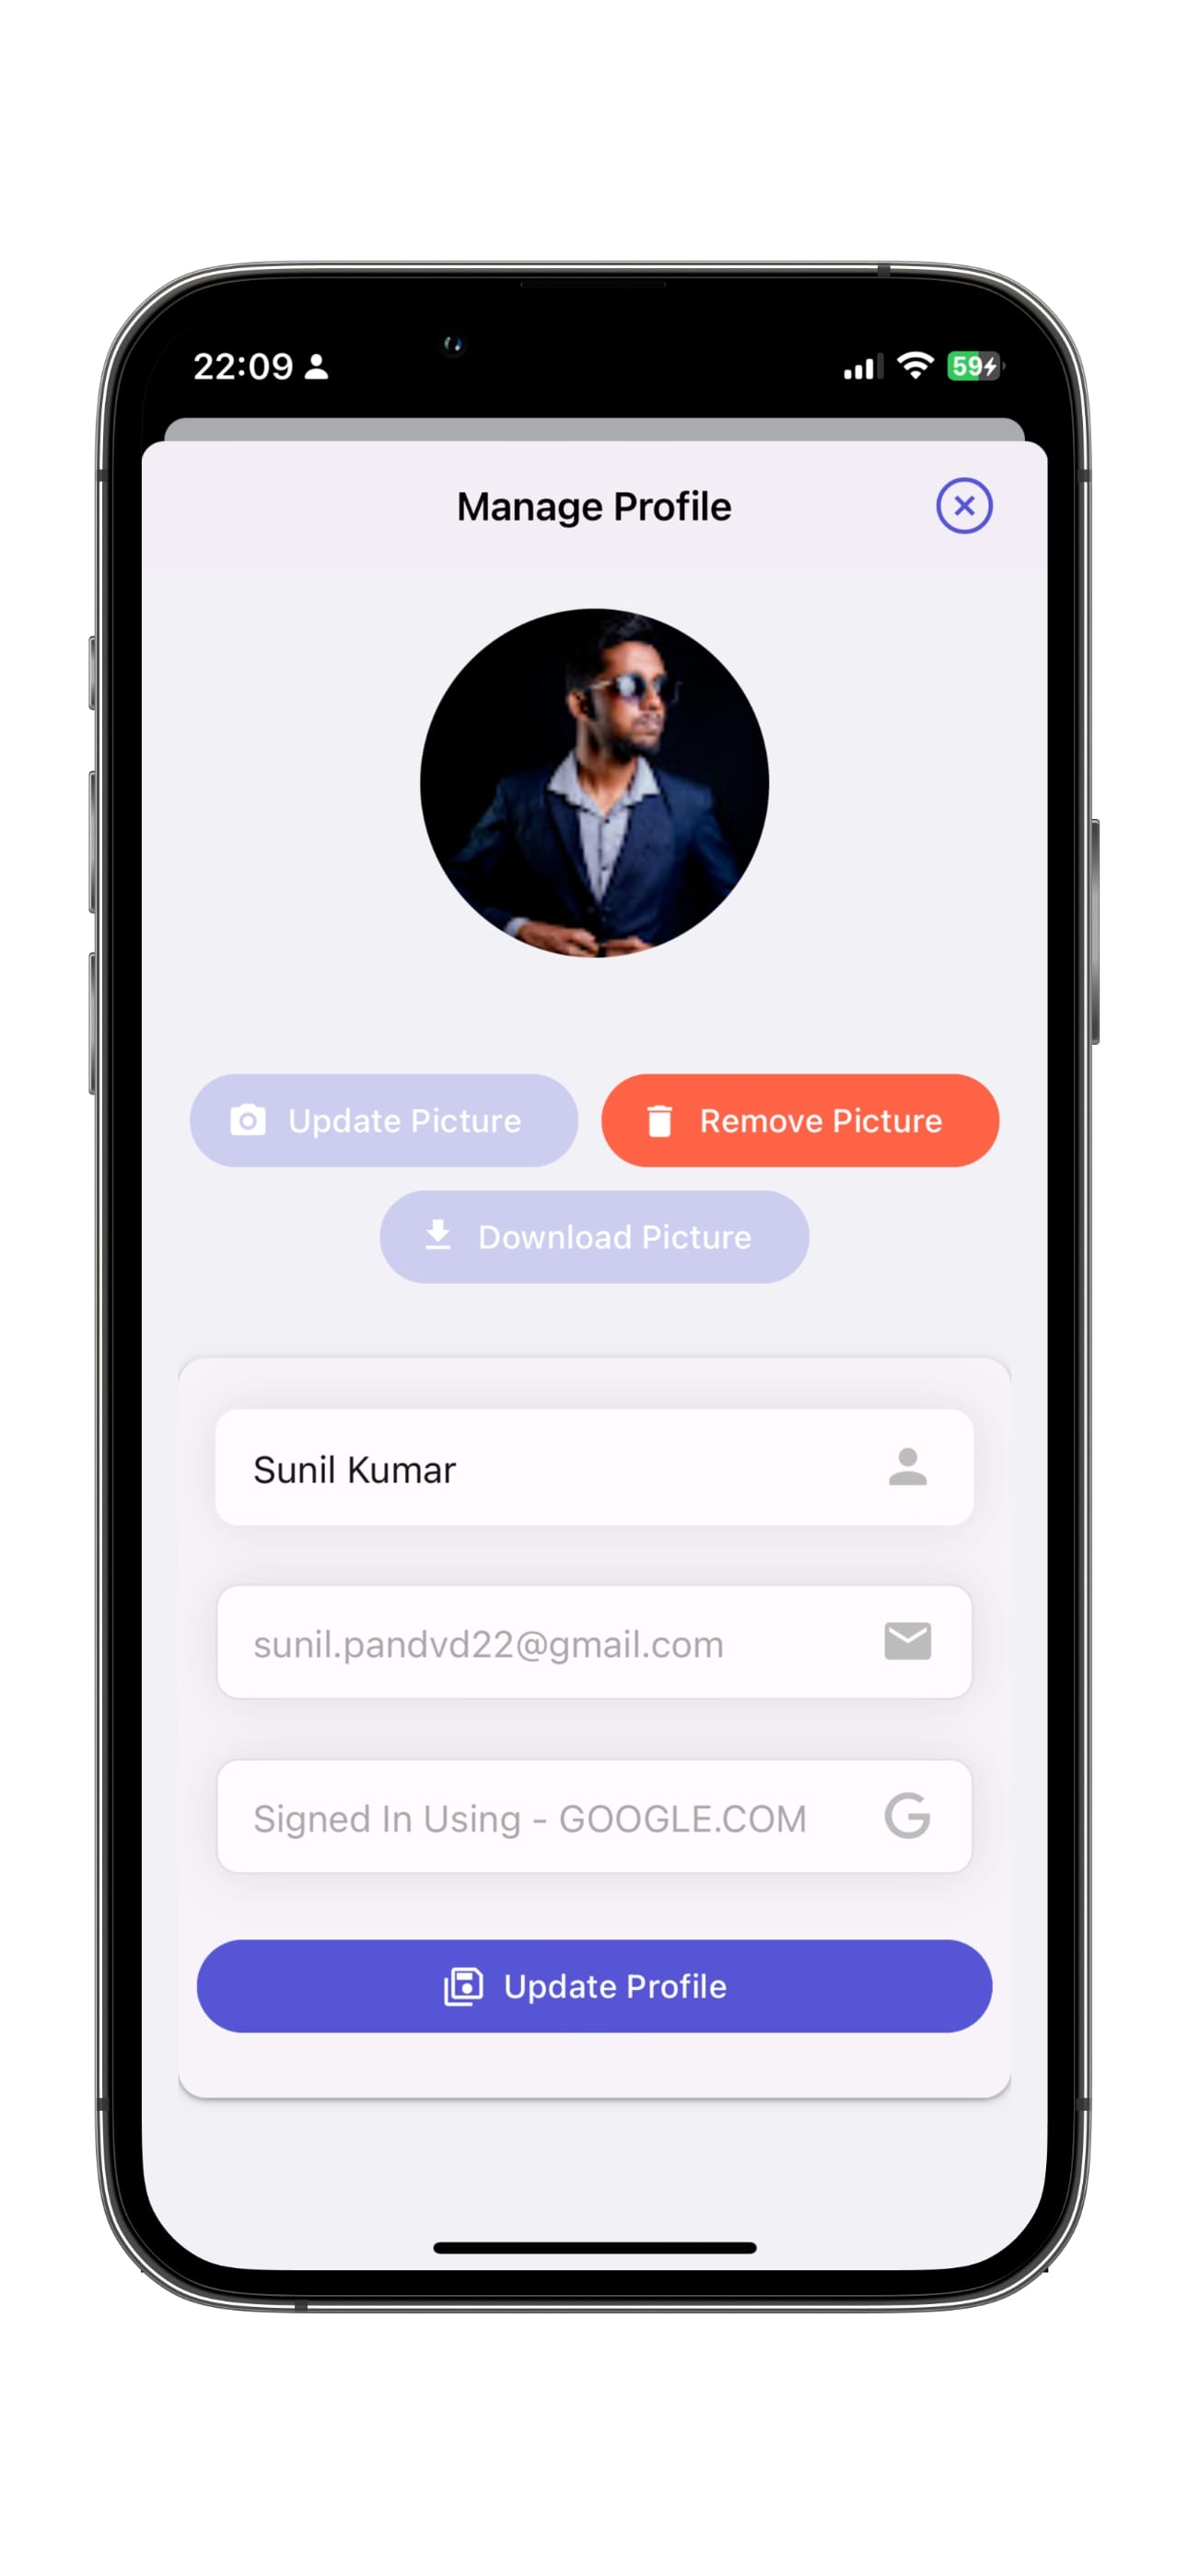 22:09
59
Manage Profile
Update Picture
Remove Picture
Download Picture
Sunil Kumar
sunil.pandvd22@gmail.com
Signed In Using - GOOGLE.COM
Update Profile